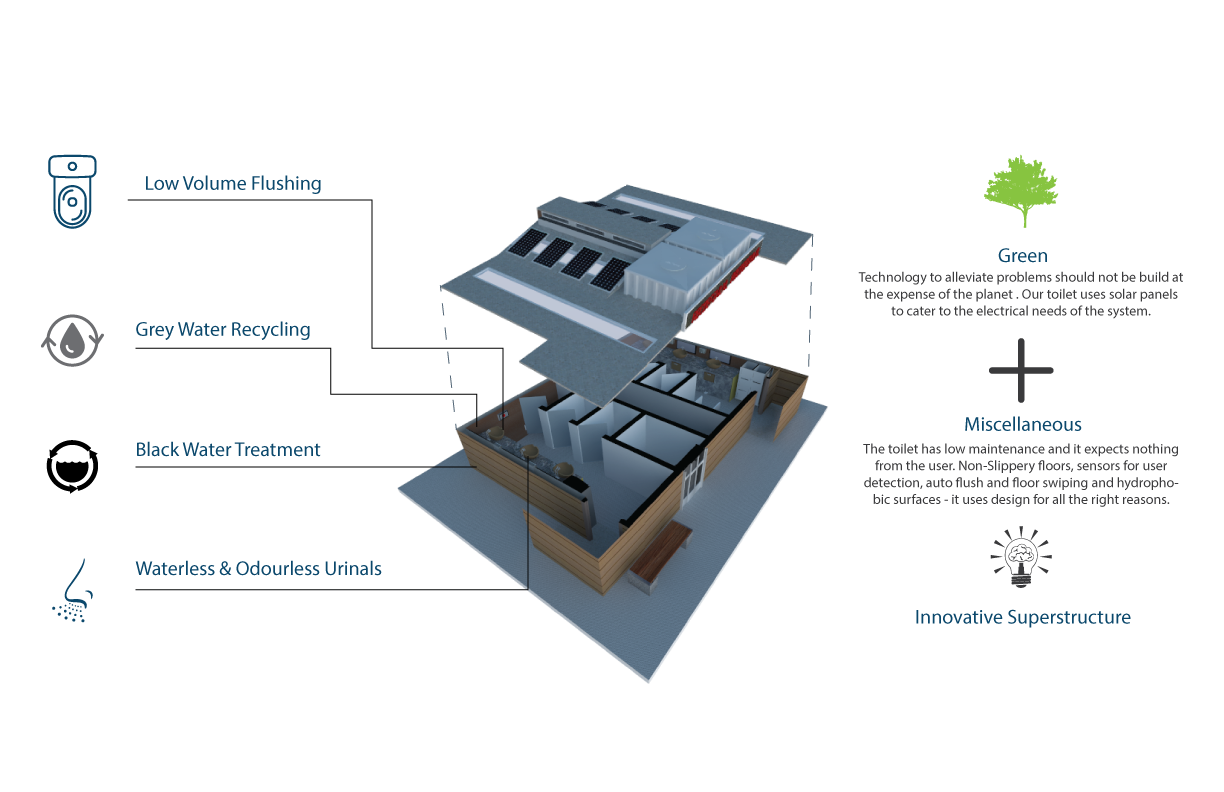 Low Volume Flushing
Grey Water Recycling
Black Water Treatment
Waterless & Odourless Urinals
Green
Technology to alleviate problems should not be build at
the expense of the planet . Our toilet uses solar panels
to cater to the electrical needs of the system.
Miscellaneous
The toilet has low maintenance and it expects nothing
from the user. Non-Slippery floors, sensors for user
detection, auto flush and floor swiping and hydropho-
bic surfaces - it uses design for all the right reasons.
Innovative Superstructure